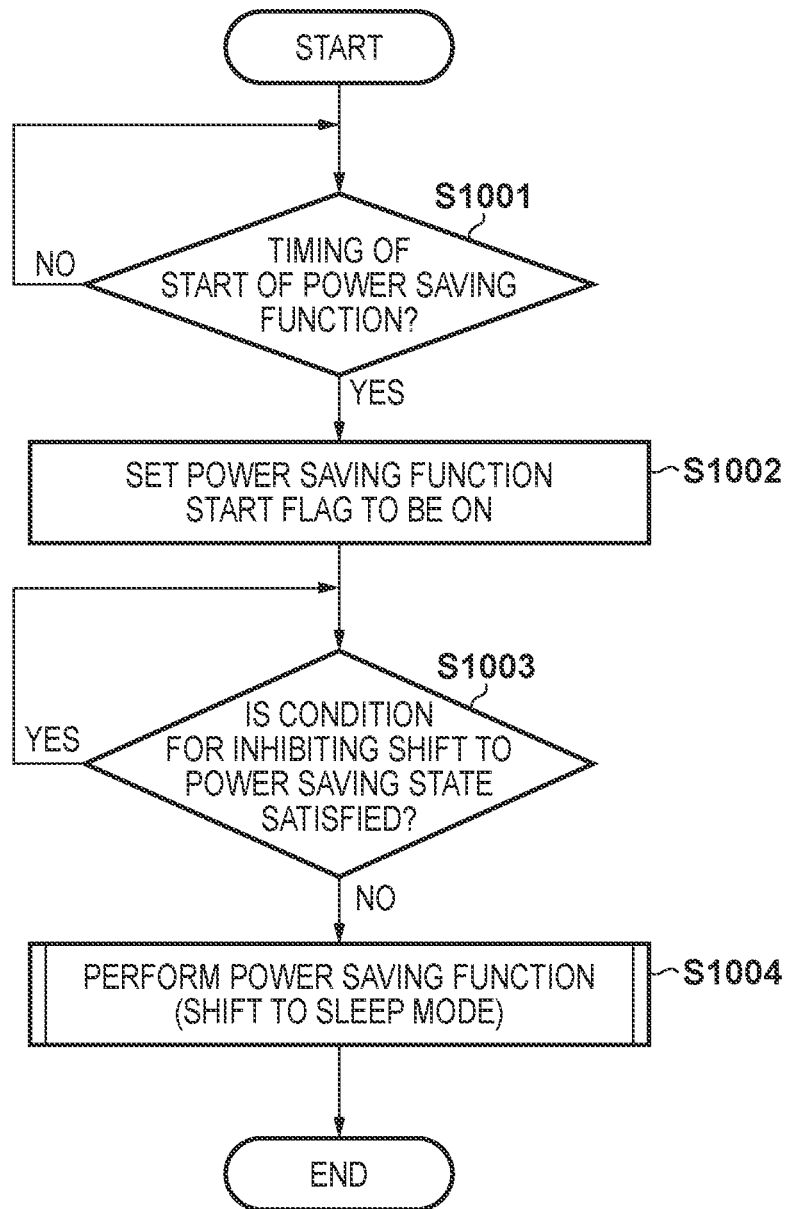 START
S1001
TIMING OF
START OF POWER SAVING
FUNCTION?
NO
YES
SET POWER SAVING FUNCTION
START FLAG TO BE ON
S1002
S1003
IS CONDITION
FOR INHIBITING SHIFT TO
POWER SAVING STATE
SATISFIED?
YES
NO
PERFORM POWER SAVING FUNCTION
(SHIFT TO SLEEP MODE)
S1004
END